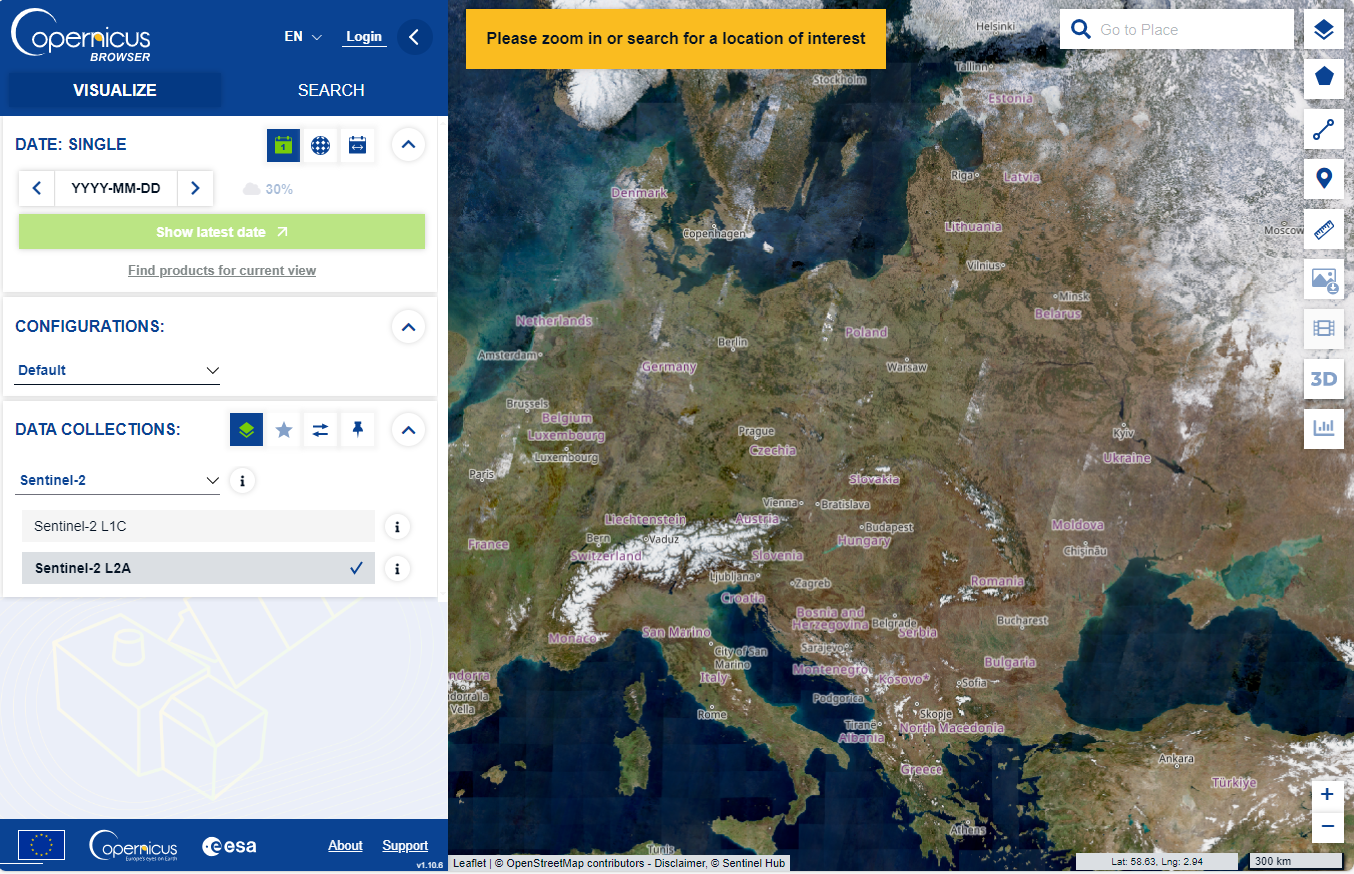 Copernicus
BROWSER
EN
Login
VISUALIZE
SEARCH
DATE: SINGLE
1
YYYY-MM-DD
30%
Show latest date
Find products for current view
CONFIGURATIONS:
Default
DATA COLLECTIONS:
Sentinel-2
i
Sentinel-2 L1C
i
Sentinel-2 L2A
i
Copernicus
Europe's eyes on Earth
esa
About
Support
v1.10.6
Please zoom in or search for a location of interest
Go to Place
3D
Helsinki
Stockholm
Tallinn
Estonia
Riga
Latvia
Denmark
Copenhagen
Lithuania
Moscow
Vilnius
Minsk
Belarus
Netherlands
Poland
Berlin
Amsterdam
Germany
Warsaw
Brussels
Belgium
Luxembourg
Luxembourg
Prague
Czechia
Kyiv
Ukraine
Paris
Slovakia
Vienna
Bratislava
Liechtenstein
Austria
Budapest
Moldova
Bern
Vaduz
Hungary
France
Switzerland
Slovenia
Chișinău
Ljubljana
Zagreb
Romania
Croatia
Bosnia and
Herzegovina
Belgrade
Serbia
Bucharest
Monaco
San Marino
Sarajevo
City of San
Marino
Italy
Montenegro
Kosovo*
Bulgaria
Sofia
ndorra
dorra la
Vella
Podgorica
Rome
Skopje
Tirane
Albania
North Macedonia
Greece
Ankara
Türkiye
Athens
Tunis
+
−
Leaflet | © OpenStreetMap contributors - Disclaimer, © Sentinel Hub
Lat: 58.63, Lng: 2.94
300 km